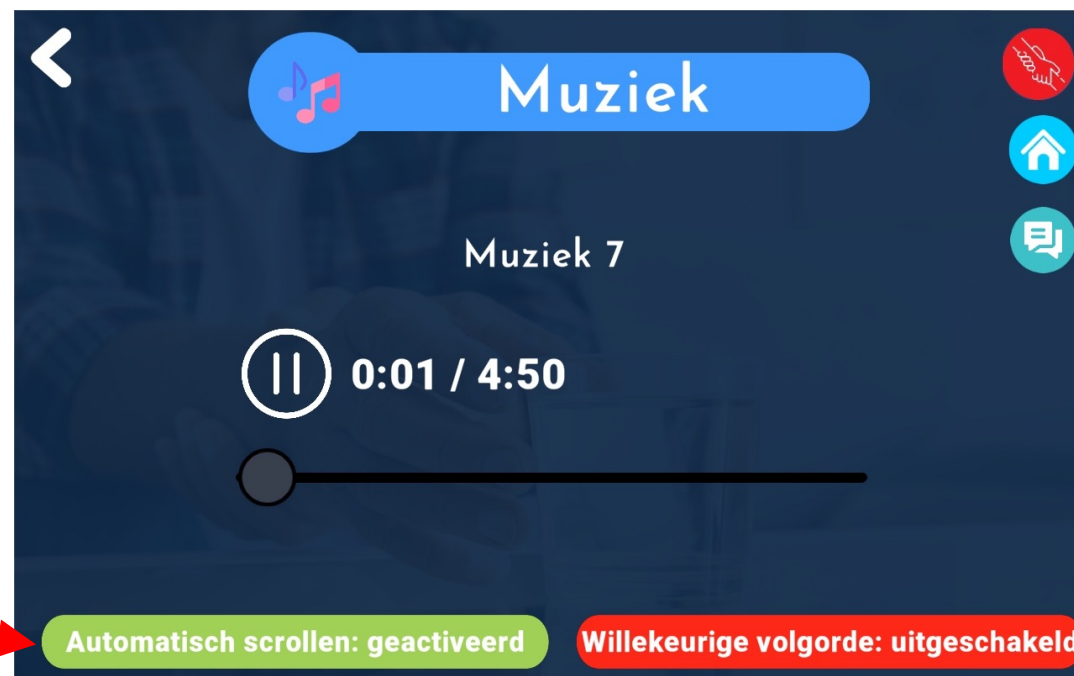 Muziek
Muziek 7
0:01 / 4:50
Automatisch scrollen: geactiveerd
Willekeurige volgorde: uitgeschakeld